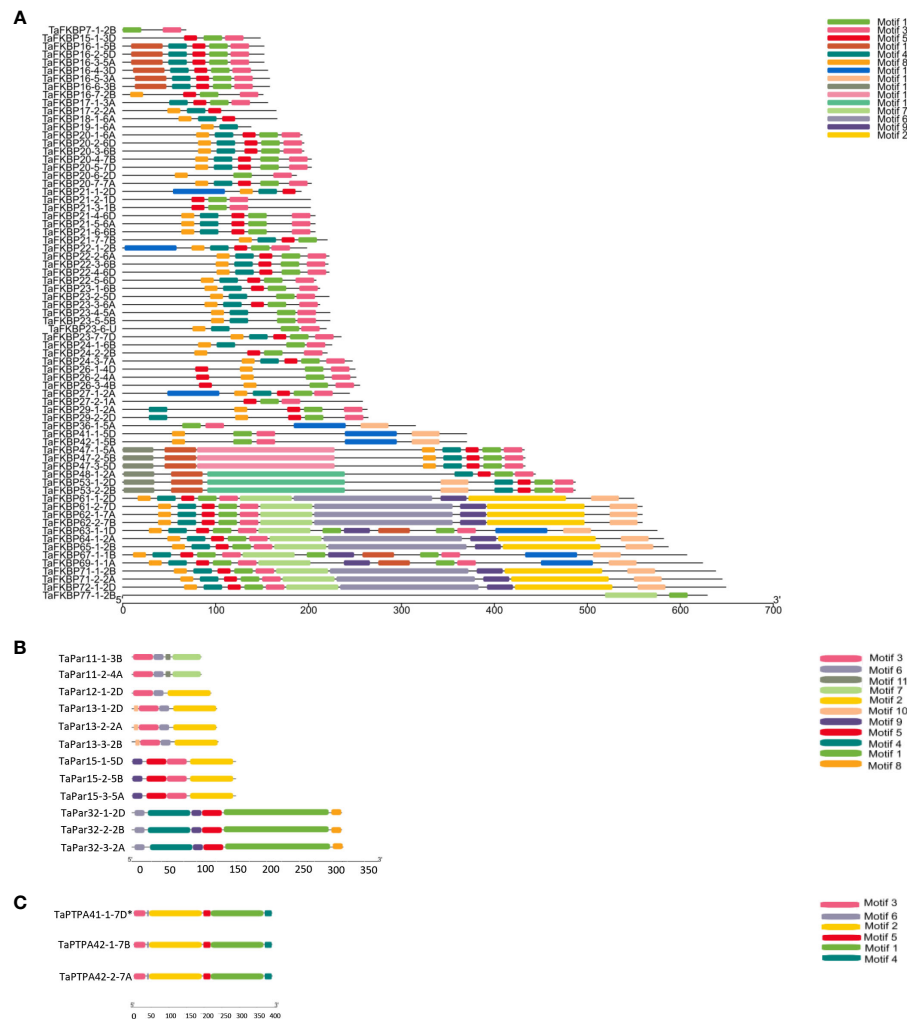 A
TaFKBP7-1-2B
TaFKBP15-1-3D
TaFKBP16-1-5B
TaFKBP16-2-5D
TaFKBP16-3-5A
TaFKBP16-4-3D
TaFKBP16-5-3A
TaFKBP16-6-3B
TaFKBP16-7-2B
TaFKBP17-1-3A
TaFKBP17-2-2A
TaFKBP18-1-6A
TaFKBP19-1-6A
TaFKBP20-1-6A
TaFKBP20-2-6D
TaFKBP20-3-6B
TaFKBP20-4-7B
TaFKBP20-5-7D
TaFKBP20-6-2D
TaFKBP20-7-7A
TaFKBP21-1-2D
TaFKBP21-2-1D
TaFKBP21-3-1B
TaFKBP21-4-6D
TaFKBP21-5-6A
TaFKBP21-6-6B
TaFKBP21-7-7B
TaFKBP22-1-2B
TaFKBP22-2-6A
TaFKBP22-3-6B
TaFKBP22-4-6D
TaFKBP22-5-6D
TaFKBP23-1-6B
TaFKBP23-2-5D
TaFKBP23-3-6A
TaFKBP23-4-5A
TaFKBP23-5-5B
TaFKBP23-6-U
TaFKBP23-7-7D
TaFKBP24-1-6B
TaFKBP24-2-2B
TaFKBP24-3-7A
TaFKBP26-1-4D
TaFKBP26-2-4A
TaFKBP26-3-4B
TaFKBP27-1-2A
TaFKBP27-2-1A
TaFKBP29-1-2A
TaFKBP29-2-2D
TaFKBP36-1-5A
TaFKBP41-1-5D
TaFKBP42-1-5B
TaFKBP47-1-5A
TaFKBP47-2-5B
TaFKBP47-3-5D
TaFKBP48-1-2A
TaFKBP53-1-2D
TaFKBP53-2-2B
TaFKBP61-1-2D
TaFKBP61-2-7D
TaFKBP62-1-7A
TaFKBP62-2-7B
TaFKBP63-1-1D
TaFKBP64-1-2A
TaFKBP65-1-2B
TaFKBP67-1-1B
TaFKBP69-1-1A
TaFKBP71-1-2B
TaFKBP71-2-2A
TaFKBP72-1-2D
TaFKBP77-1-2B
5' 3'
0 100 200 300 400 500 600 700
Motif 1
Motif 3
Motif 5
Motif 1
Motif 4
Motif 8
Motif 1
Motif 1
Motif 1
Motif 1
Motif 1
Motif 7
Motif 6
Motif 9
Motif 2
B
TaPar11-1-3B
TaPar11-2-4A
TaPar12-1-2D
TaPar13-1-2D
TaPar13-2-2A
TaPar13-3-2B
TaPar15-1-5D
TaPar15-2-5B
TaPar15-3-5A
TaPar32-1-2D
TaPar32-2-2B
TaPar32-3-2A
5' 3'
0 50 100 150 200 250 300 350
Motif 3
Motif 6
Motif 11
Motif 7
Motif 2
Motif 10
Motif 9
Motif 5
Motif 4
Motif 1
Motif 8
C
TaPTPA41-1-7D*
TaPTPA42-1-7B
TaPTPA42-2-7A
5' 3'
0 50 100 150 200 250 300 350 400
Motif 3
Motif 6
Motif 2
Motif 5
Motif 1
Motif 4